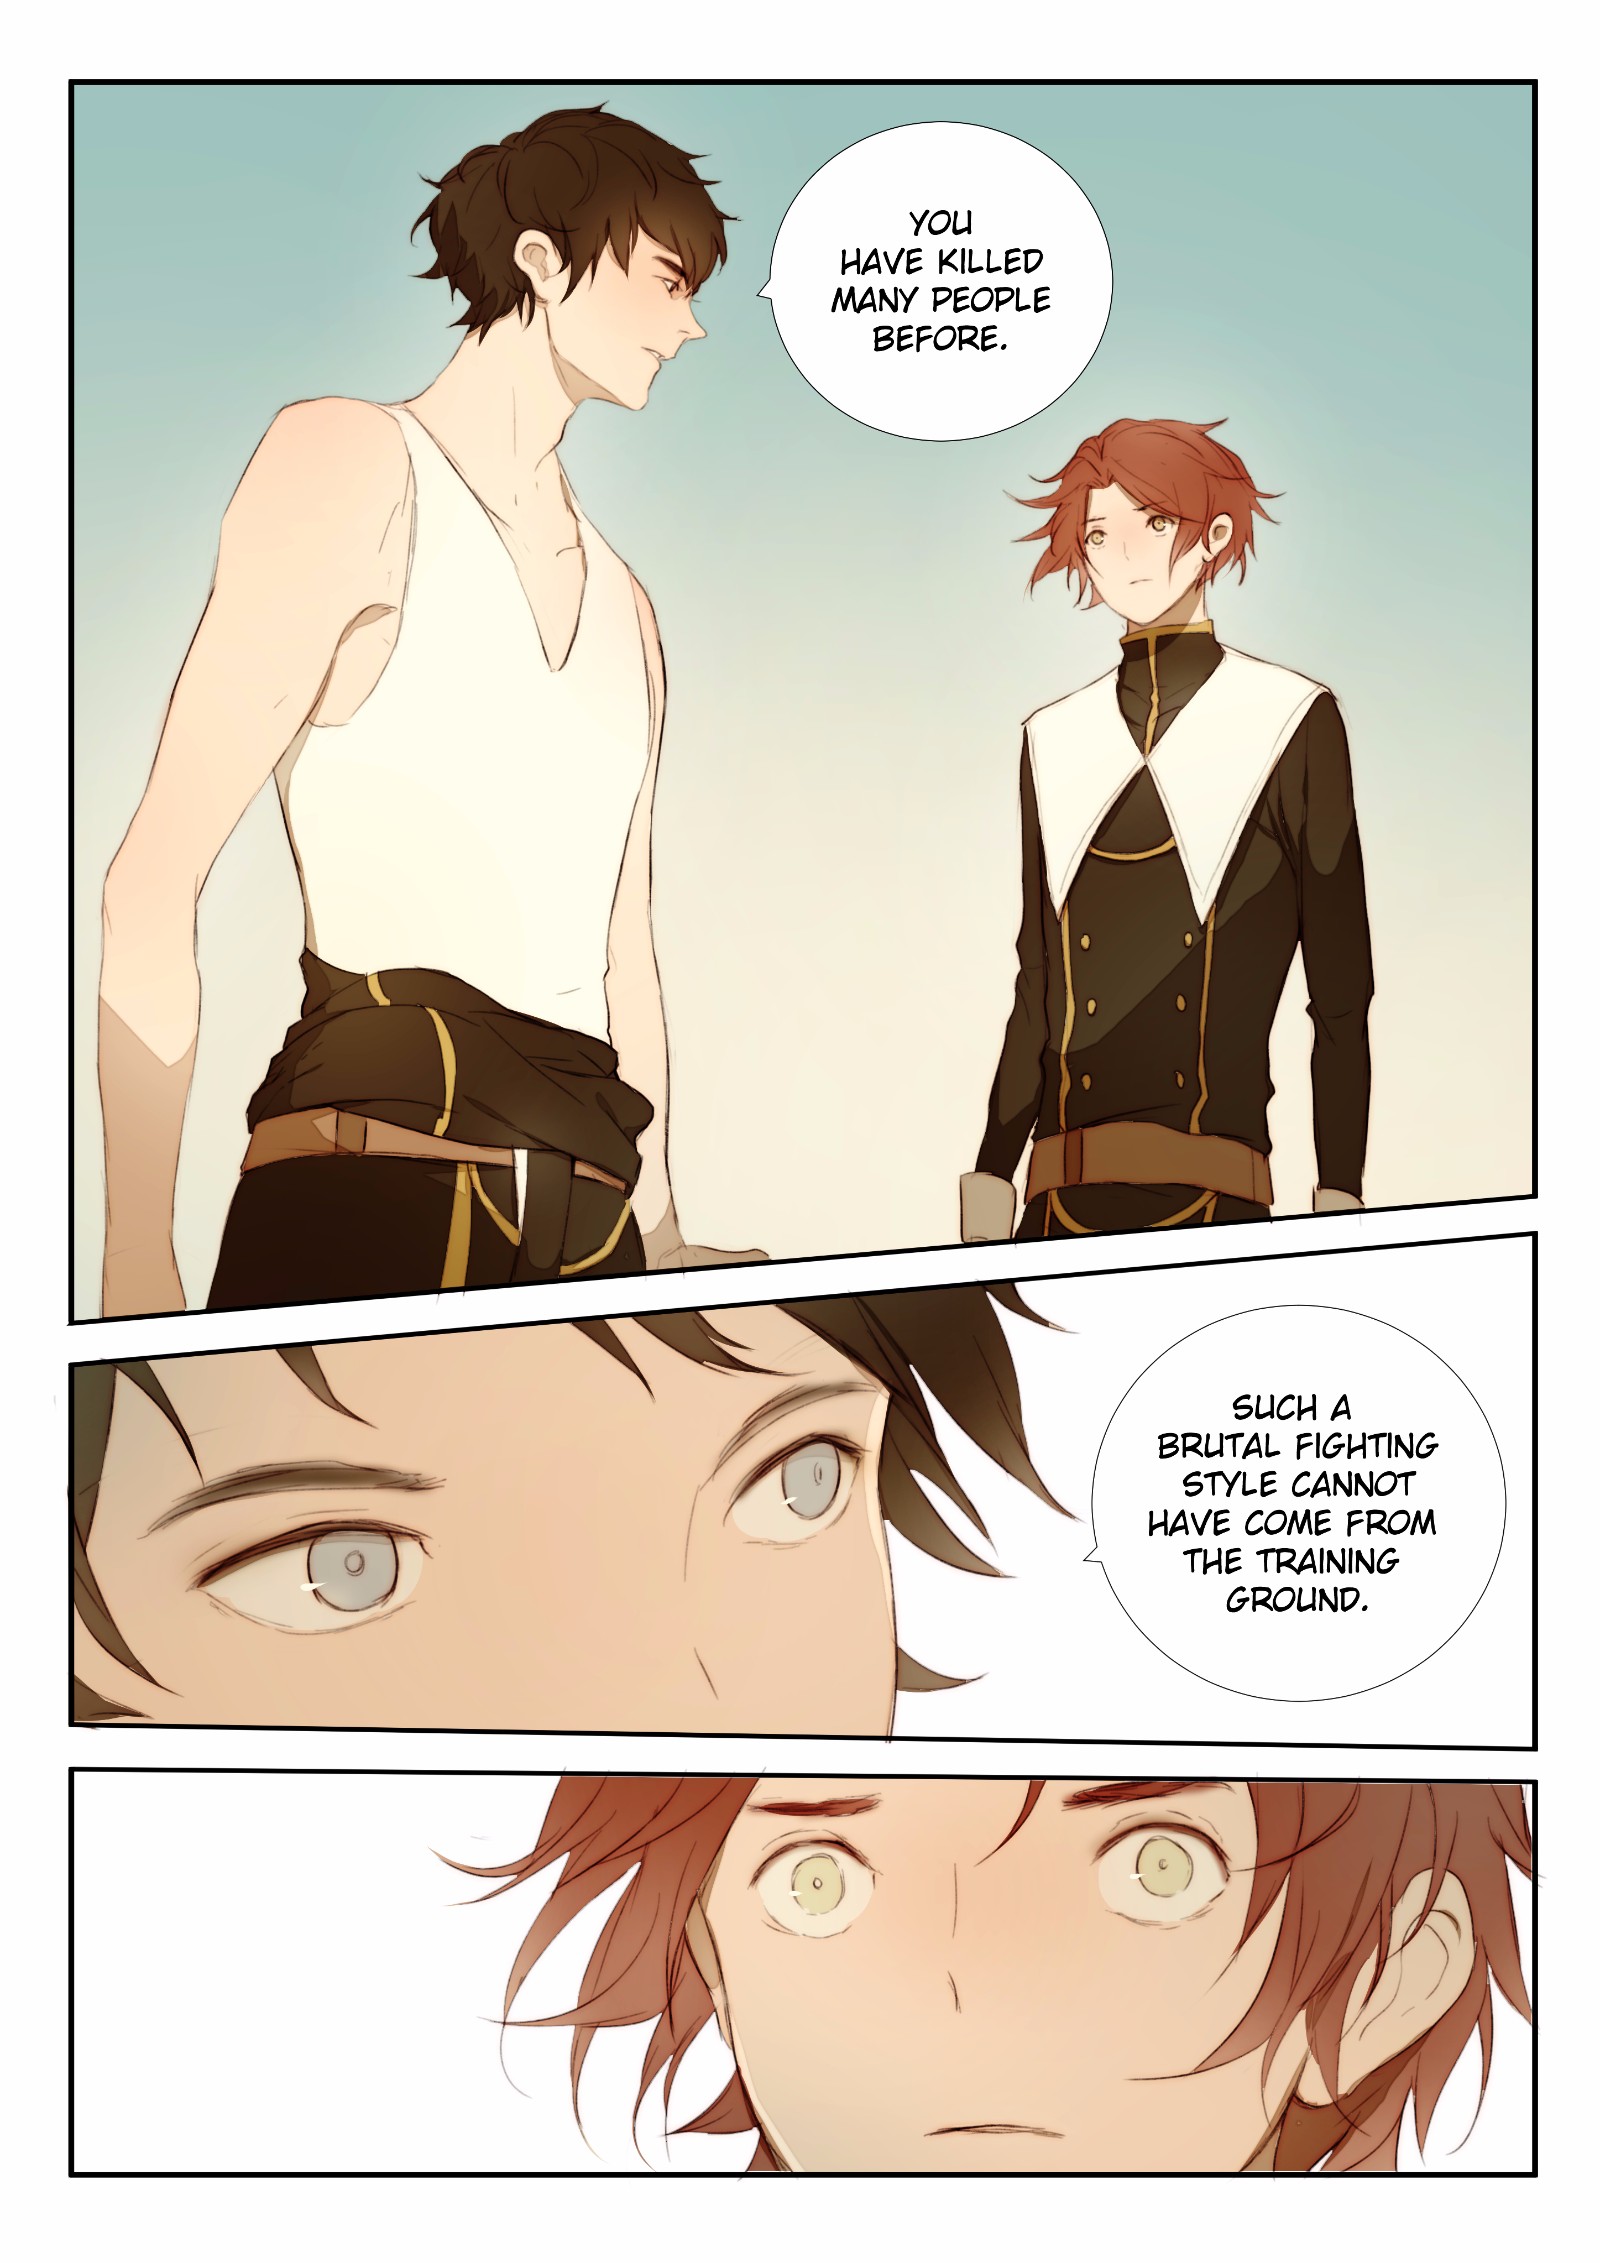 YOU
HAVE KILLED
MANY PEOPLE
BEFORE.
SUCH A
BRUTAL FIGHTING
STYLE CANNOT
HAVE COME FROM
THE TRAINING
GROUND.